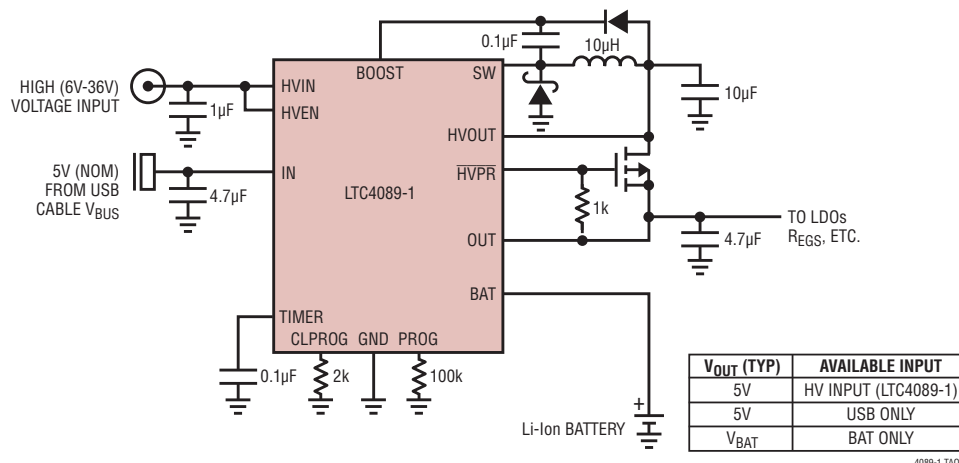 0.1µF
10µH
BOOST
SW
HIGH (6V-36V)
VOLTAGE INPUT
HVIN
10µF
1µF
HVEN
HVOUT
5V (NOM)
FROM USB
CABLE VBUS
IN
HVPR
LTC4089-1
4.7µF
1k
TO LDOs
REGS, ETC.
OUT
4.7µF
BAT
TIMER
CLPROG GND PROG
0.1µF
2k
100k
+
Li-Ion BATTERY
VOUT (TYP) AVAILABLE INPUT
5V HV INPUT (LTC4089-1)
5V USB ONLY
VBAT BAT ONLY